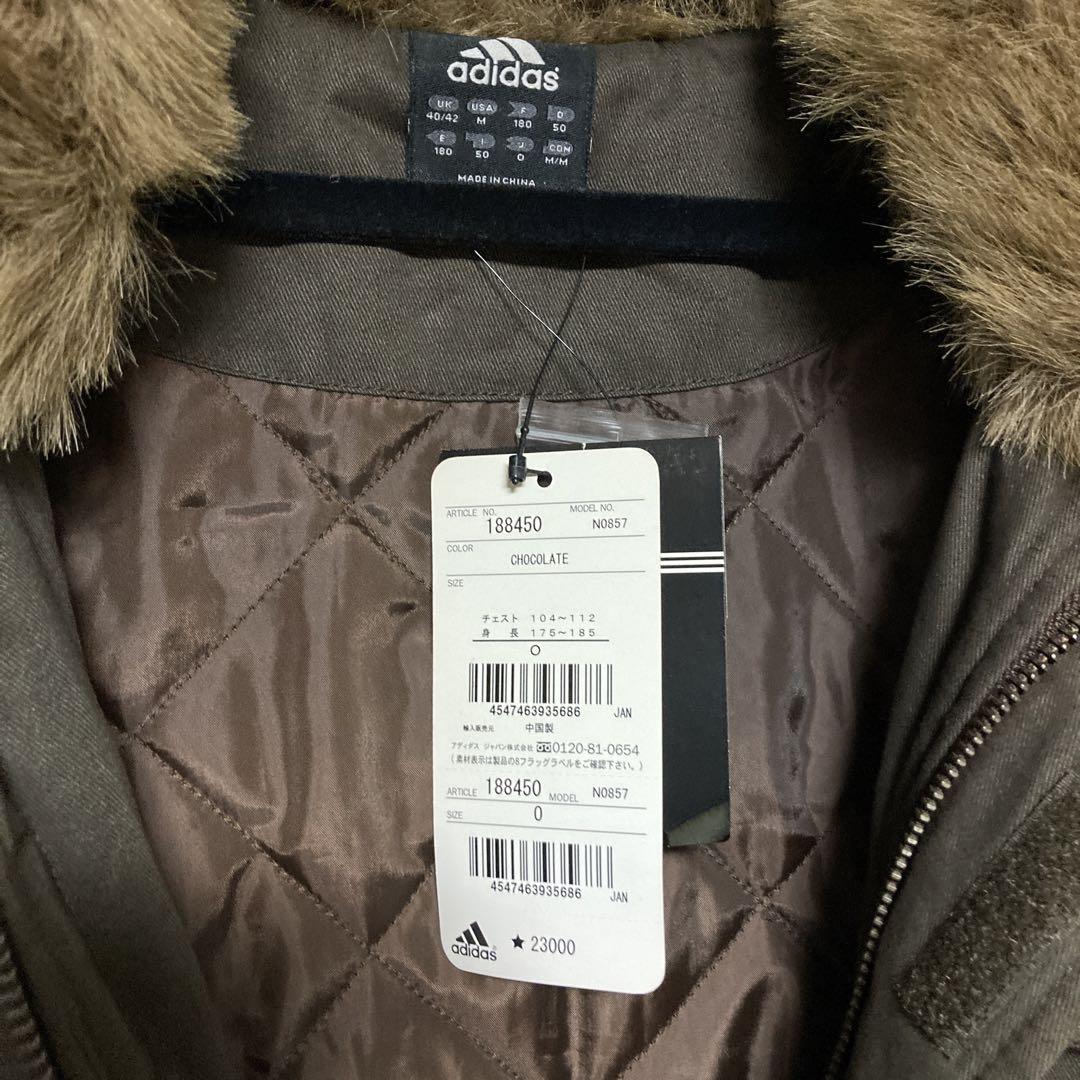 adidas
UK USA F D
40/42 M 180 50
E I J CDN
180 50 O M/M
MADE IN CHINA
ARTICLE NO. 188450 MODEL NO. N0857
COLOR
CHOCOLATE
SIZE
チェスト 104～112
身 長 175～185
O
4547463935686 JAN
輸入販売元 中国製
アディダス ジャパン株式会社 0120-81-0654
(素材表示は製品の8フラッグラベルをご確認下さい。)
ARTICLE 188450 MODEL N0857
SIZE O
4547463935686 JAN
adidas ★23000